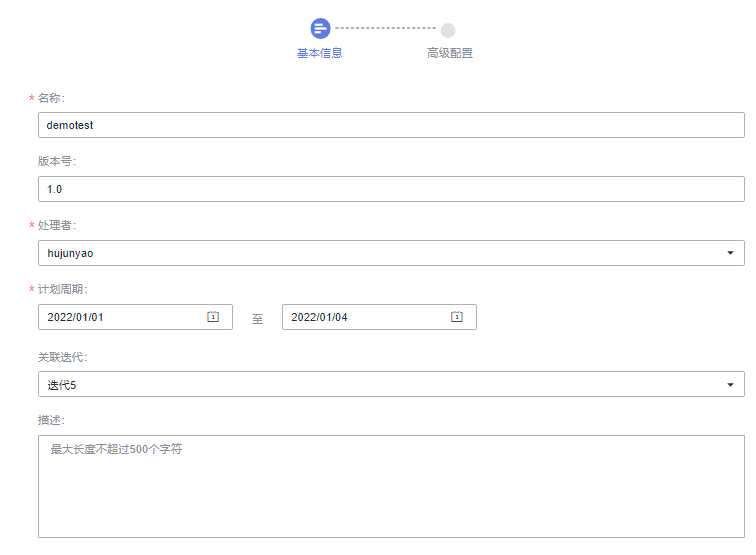 基本信息 高级配置
* 名称:
demotest
版本号:
1.0
* 处理者:
hujunyao
* 计划周期:
2022/01/01 至 2022/01/04
关联迭代:
迭代5
描述:
最大长度不超过500个字符